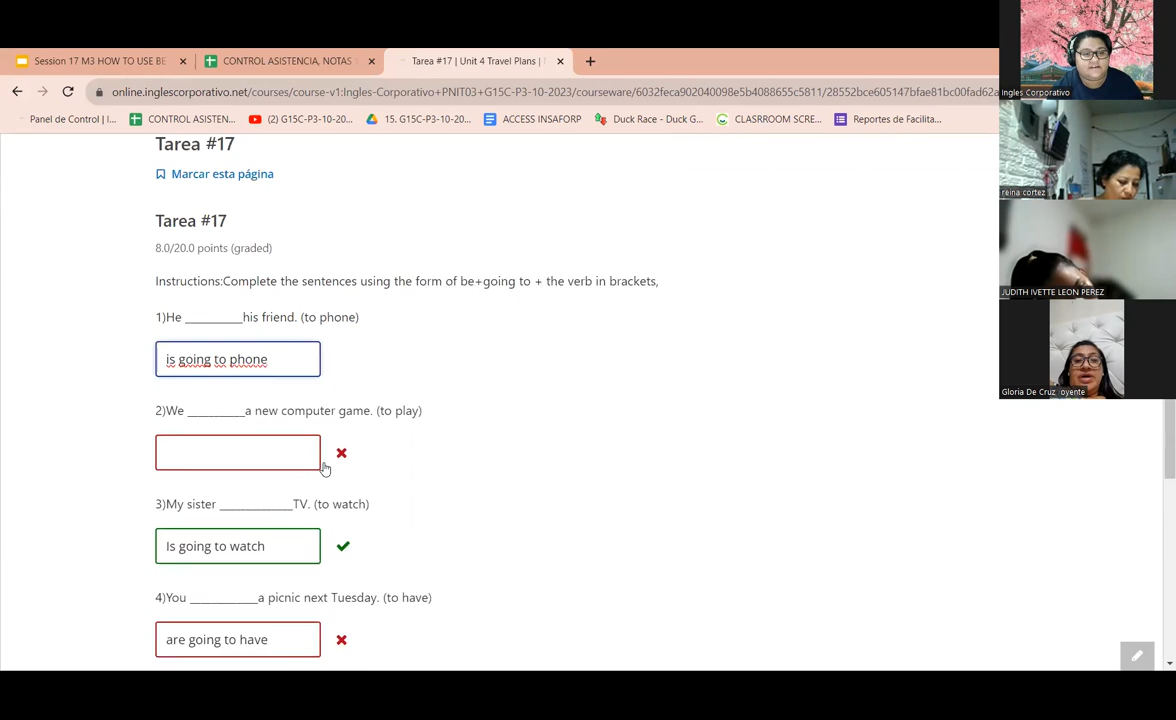 Session 17 M3 HOW TO USE BE
CONTROL ASISTENCIA, NOTAS
Tarea #17 | Unit 4 Travel Plans |
online.inglescorporativo.net/courses/course-v1:Ingles-Corporativo+PNIT03+G15C-P3-10-2023/courseware/6032feca902040098e5b4088655c5811/28552bce605147bfae81bc00fad62a
Panel de Control | I...
CONTROL ASISTEN...
(2) G15C-P3-10-20...
15. G15C-P3-10-20...
ACCESS INSAFORP
Duck Race - Duck G...
CLASRROOM SCRE...
Reportes de Facilita...
Tarea #17
Marcar esta página
Tarea #17
8.0/20.0 points (graded)
Instructions:Complete the sentences using the form of be+going to + the verb in brackets,
1)He _________his friend. (to phone)
is going to phone
2)We _________a new computer game. (to play)
3)My sister ___________TV. (to watch)
Is going to watch
4)You __________a picnic next Tuesday. (to have)
are going to have
Ingles Corporativo
reina cortez
JUDITH IVETTE LEON PEREZ
Gloria De Cruz oyente